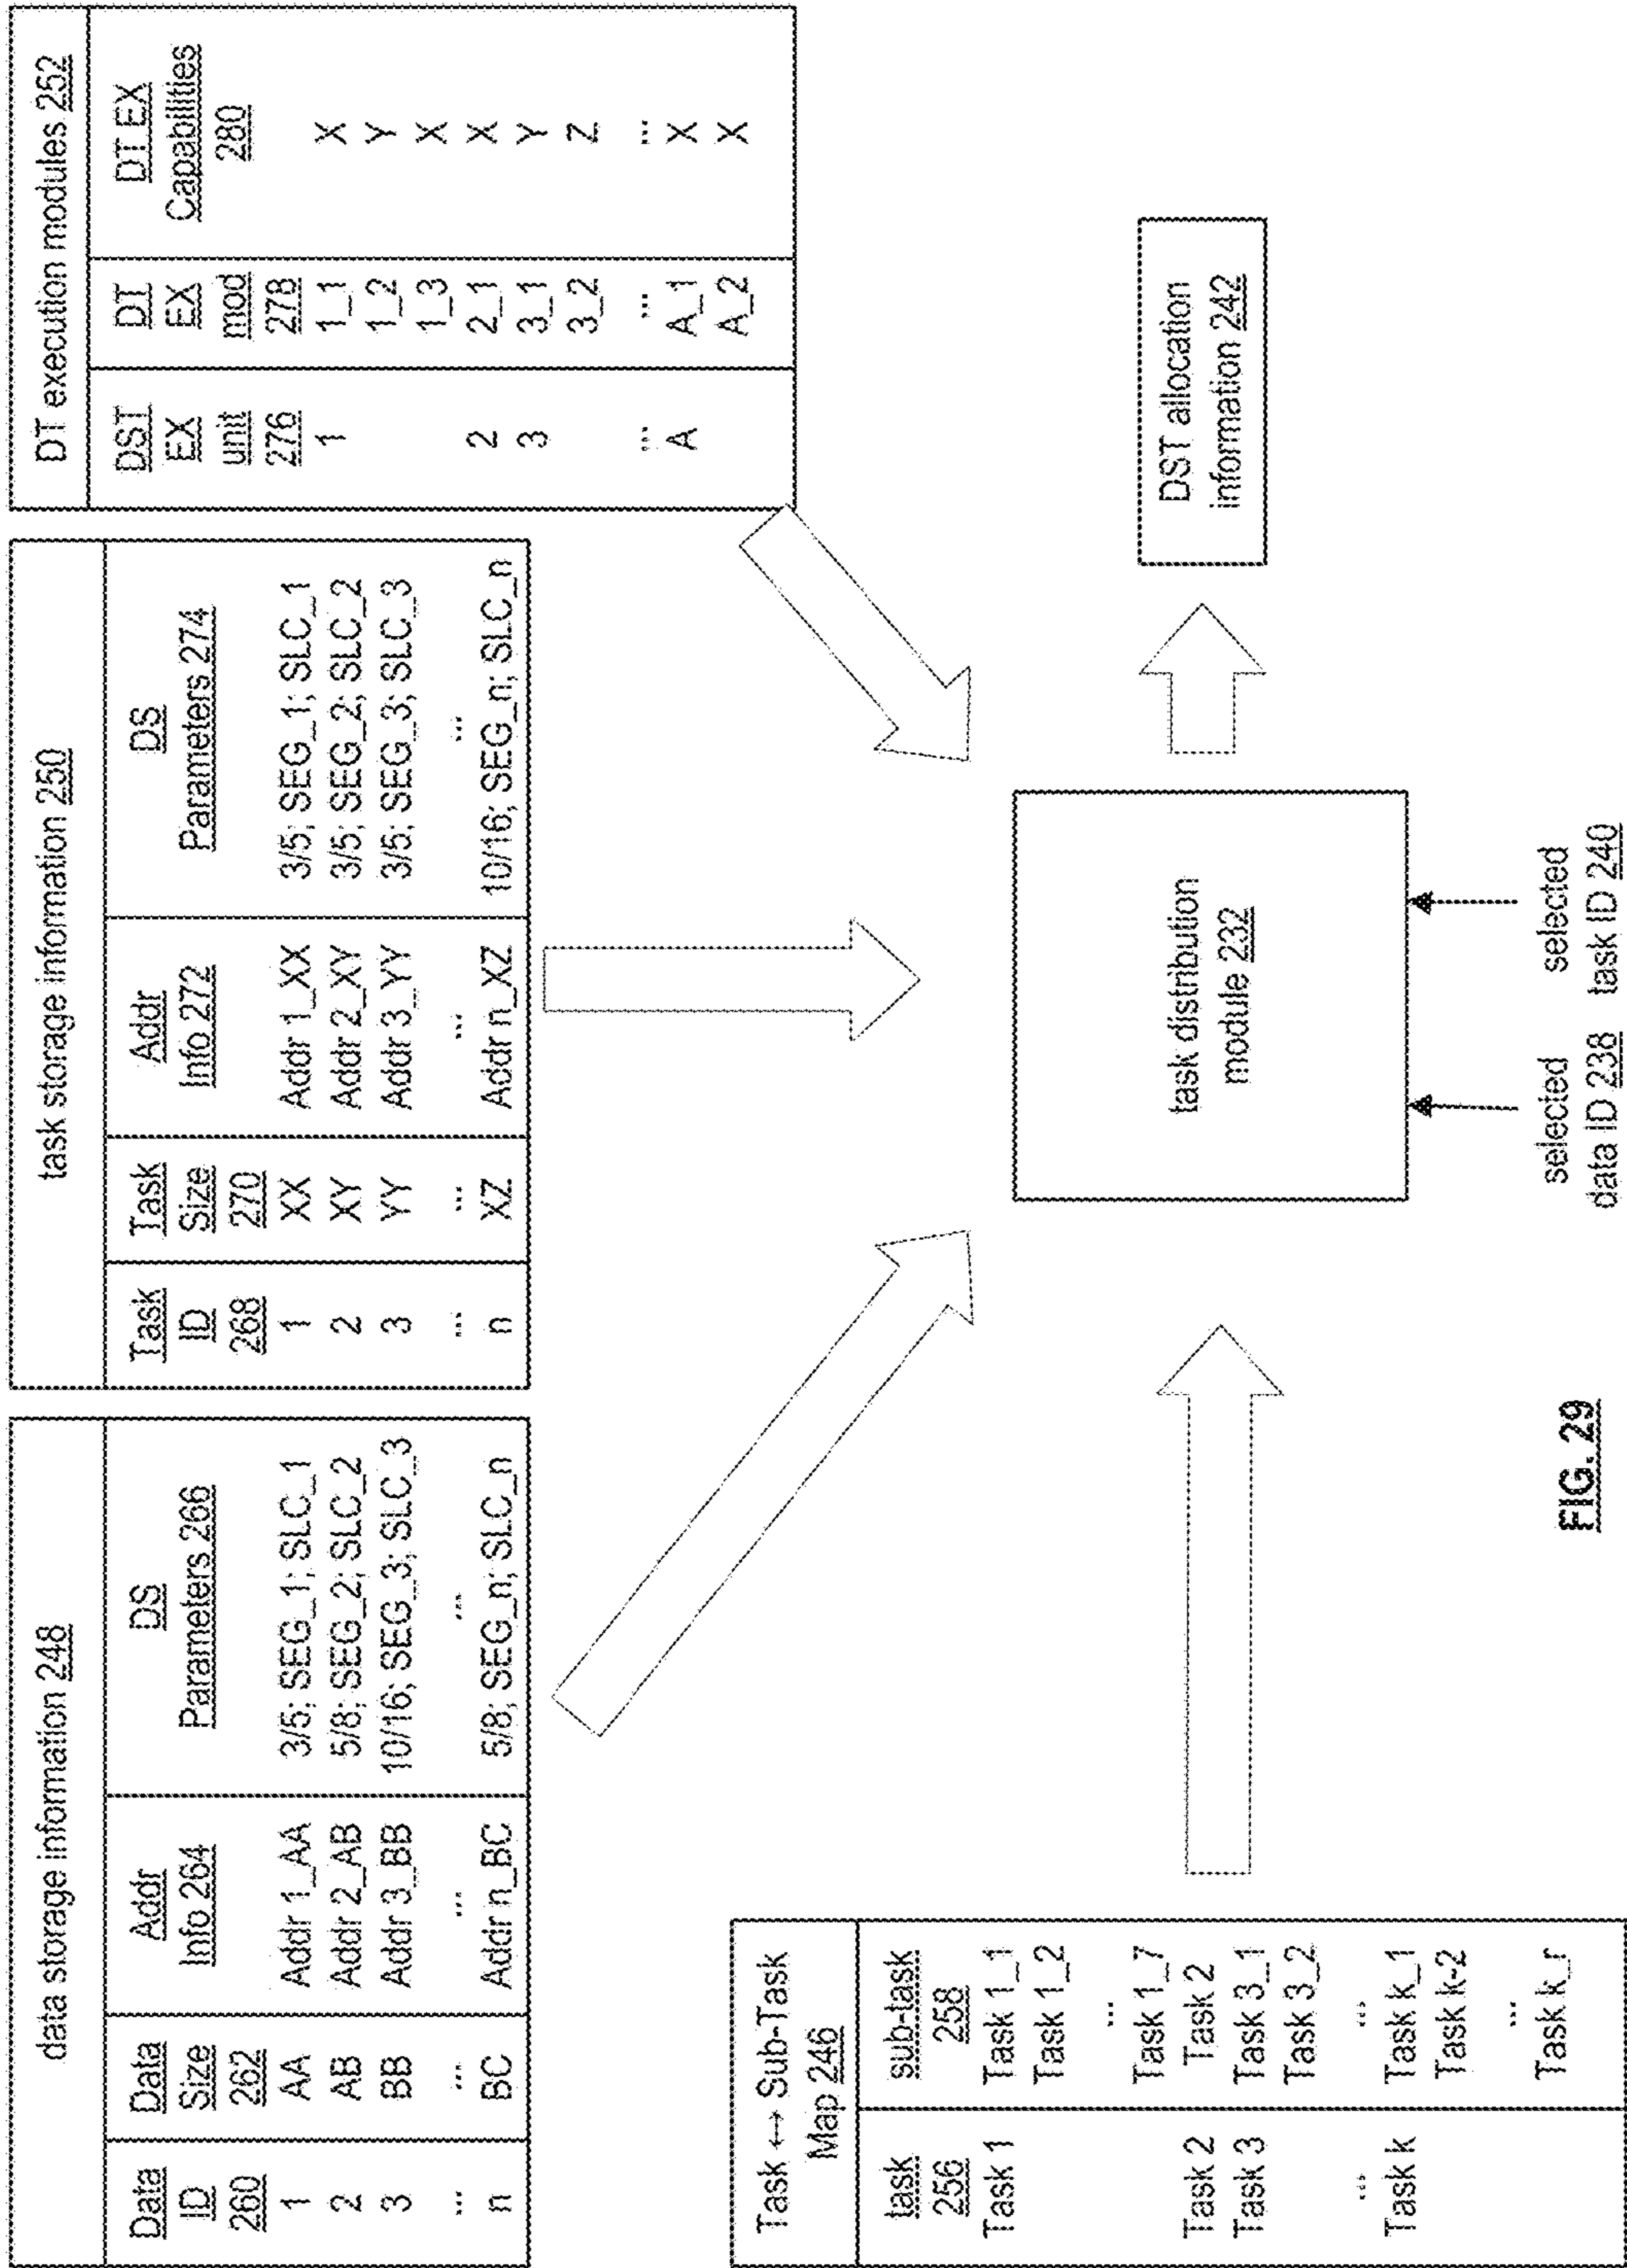 data storage information 248
Data ID 260 Data Size 262 Addr Info 264 DS Parameters 266
1 AA Addr 1_AA 3/5; SEG_1; SLC_1
2 AB Addr 2_AB 5/8; SEG_2; SLC_2
3 BB Addr 3_BB 10/16; SEG_3; SLC_3
... ... ... ...
n BC Addr n_BC 5/8; SEG_n; SLC_n
task storage information 250
Task ID 268 Task Size 270 Addr Info 272 DS Parameters 274
1 XX Addr 1_XX 3/5; SEG_1; SLC_1
2 XY Addr 2_XY 3/5; SEG_2; SLC_2
3 YY Addr 3_YY 3/5; SEG_3; SLC_3
... ... ... ...
n XZ Addr n_XZ 10/16; SEG_n; SLC_n
DT execution modules 252
DST EX unit 276 DT EX mod 278 DT EX Capabilities 280
1 1_1 X
1_2 Y
1_3 X
2 2_1 X
3 3_1 Y
3_2 Z
... ... ...
A A_1 X
A_2 X
Task ↔ Sub-Task
Map 246
task 256 sub-task 258
Task 1 Task 1_1
Task 1_2
...
Task 1_7
Task 2 Task 2
Task 3 Task 3_1
Task 3_2
... ...
Task k Task k_1
Task k-2
...
Task k_r
task distribution
module 232
DST allocation
information 242
selected
data ID 238
selected
task ID 240
FIG. 29